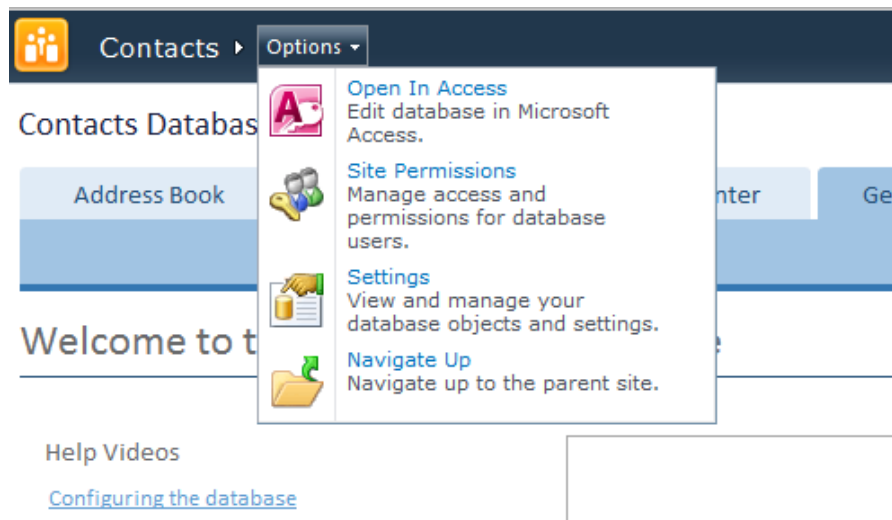 Contacts
Options
Open In Access
Edit database in Microsoft
Access.
Contacts Databas
Site Permissions
Manage access and
permissions for database
users.
Address Book
nter
Ge
Settings
View and manage your
database objects and settings.
Welcome to t
Navigate Up
Navigate up to the parent site.
Help Videos
Configuring the database